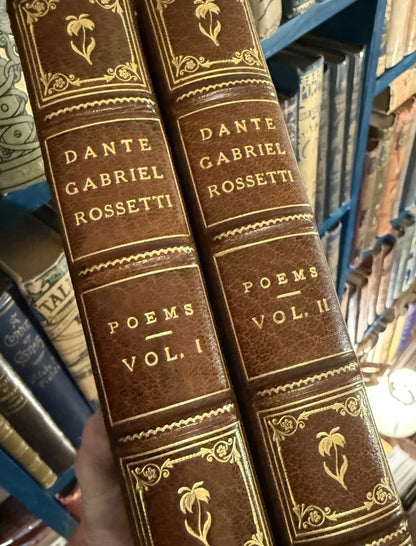 DANTE
GABRIEL
ROSSETTI
POEMS
VOL. I
DANTE
GABRIEL
ROSSETTI
POEMS
VOL. II